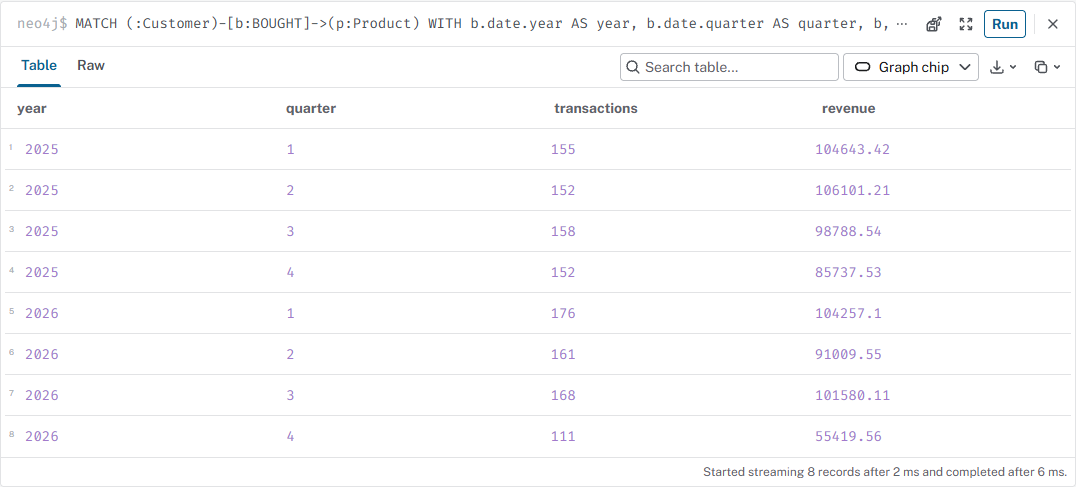 neo4j$ MATCH (:Customer)-[b:BOUGHT]->(p:Product) WITH b.date.year AS year, b.date.quarter AS quarter, b, ··· Run
Table Raw Search table... Graph chip
year quarter transactions revenue
1 2025 1 155 104643.42
2 2025 2 152 106101.21
3 2025 3 158 98788.54
4 2025 4 152 85737.53
5 2026 1 176 104257.1
6 2026 2 161 91009.55
7 2026 3 168 101580.11
8 2026 4 111 55419.56
Started streaming 8 records after 2 ms and completed after 6 ms.